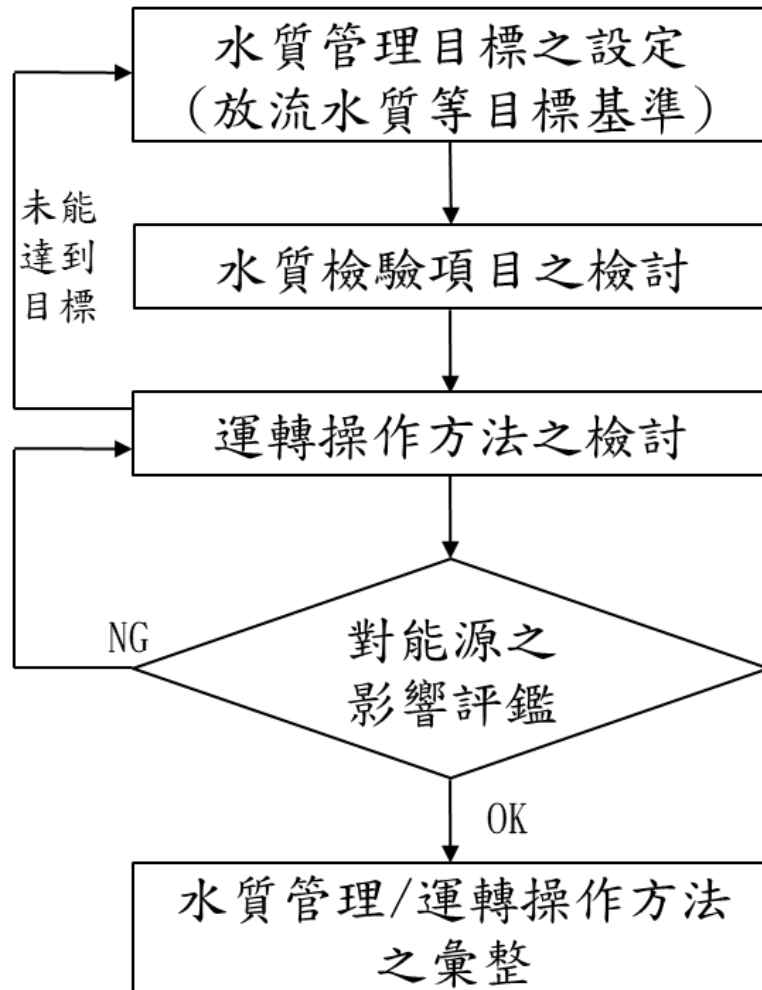 水質管理目標之設定
(放流水質等目標基準)
未能
達到
目標
水質檢驗項目之檢討
運轉操作方法之檢討
NG
對能源之
影響評鑑
OK
水質管理/運轉操作方法
之彙整